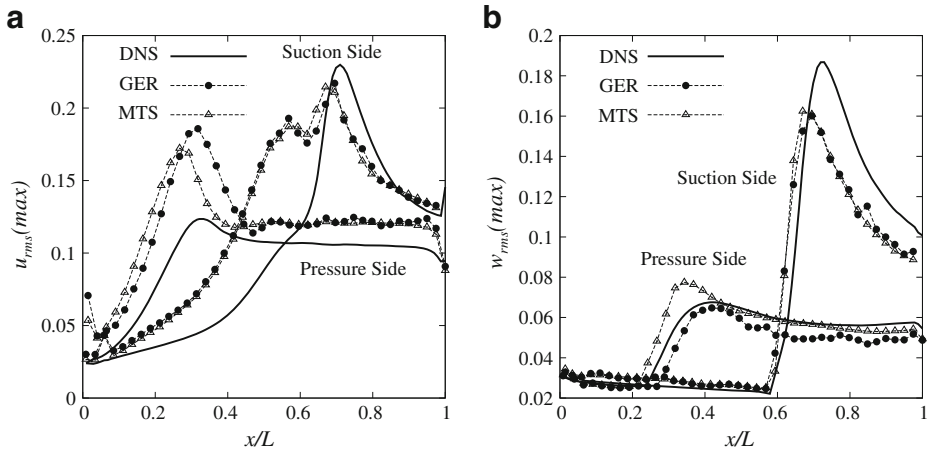 a
0.25
0.2
0.15
0.1
0.05
0
u_rms(max)
DNS
GER
MTS
Suction Side
Pressure Side
0
0.2
0.4
0.6
0.8
1
x/L
b
0.2
0.18
0.16
0.14
0.12
0.1
0.08
0.06
0.04
0.02
w_rms(max)
DNS
GER
MTS
Suction Side
Pressure Side
0
0.2
0.4
0.6
0.8
1
x/L